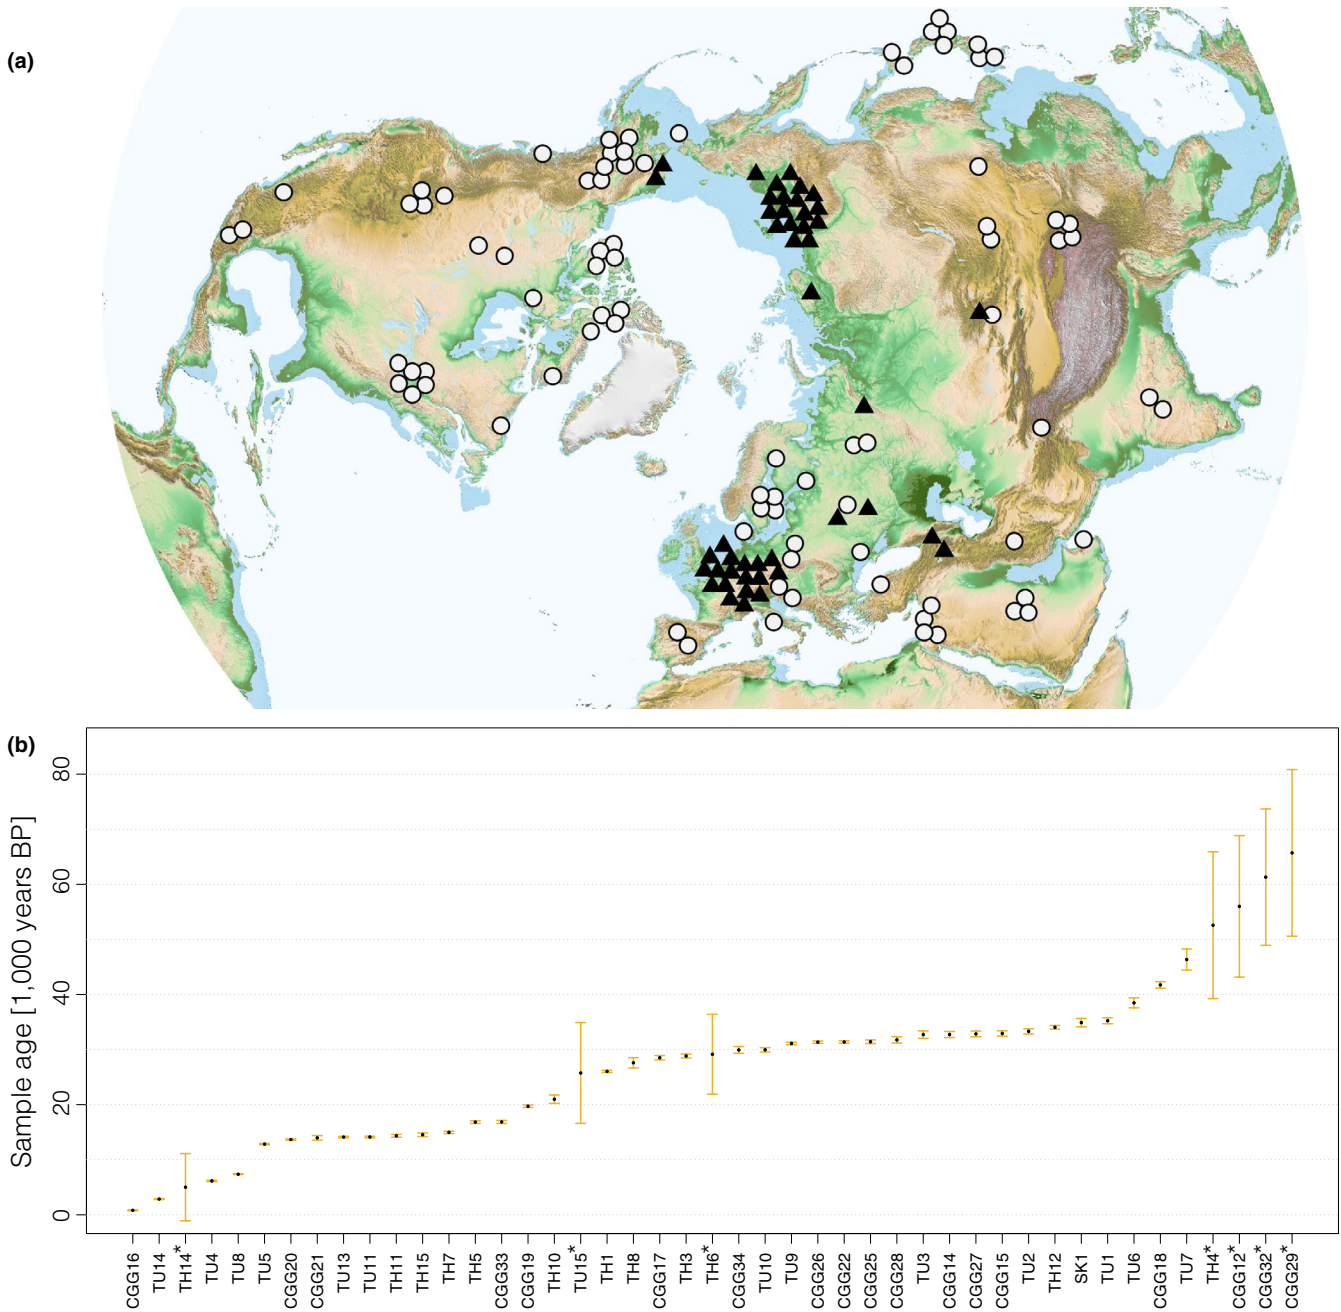 (a)
(b)
Sample age [1,000 years BP]
80
60
40
20
0
CGG16
TU14
TH14*
TU4
TU8
TU5
CGG20
CGG21
TU13
TU11
TH11
TH15
TH7
TH5
CGG33
CGG19
TH10
TU15*
TH1
TH8
CGG17
TH3
TH6*
CGG34
TU10
TU9
CGG26
CGG22
CGG25
CGG28
TU3
CGG14
CGG27
CGG15
TU2
TH12
SK1
TU1
TU6
CGG18
TU7
TH4*
CGG12*
CGG32*
CGG29*